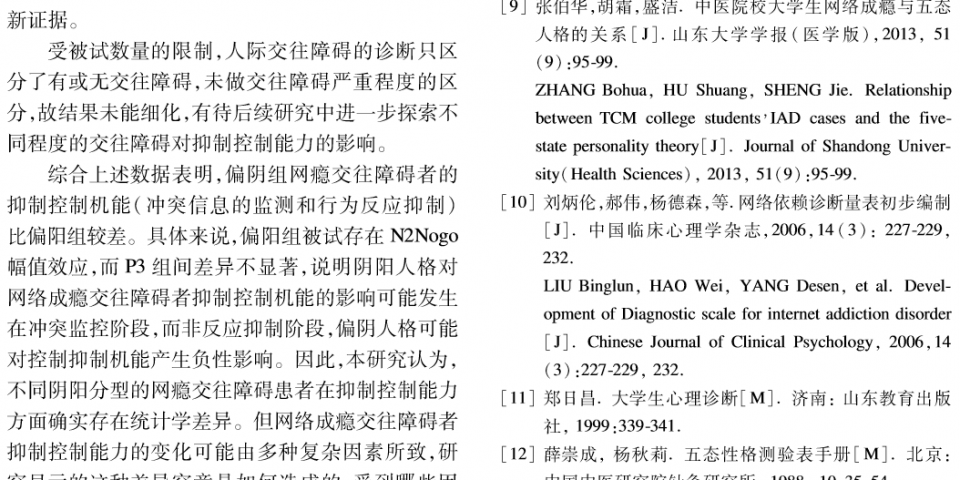 新证据。
受被试数量的限制,人际交往障碍的诊断只区
分了有或无交往障碍,未做交往障碍严重程度的区
分,故结果未能细化,有待后续研究中进一步探索不
同程度的交往障碍对抑制控制能力的影响。
综合上述数据表明,偏阴组网瘾交往障碍者的
抑制控制机能(冲突信息的监测和行为反应抑制)
比偏阳组较差。具体来说,偏阳组被试存在 N2Nogo
幅值效应,而 P3 组间差异不显著,说明阴阳人格对
网络成瘾交往障碍者抑制控制机能的影响可能发生
在冲突监控阶段,而非反应抑制阶段,偏阴人格可能
对控制抑制机能产生负性影响。因此,本研究认为,
不同阴阳分型的网瘾交往障碍患者在抑制控制能力
方面确实存在统计学差异。但网络成瘾交往障碍者
抑制控制能力的变化可能由多种复杂因素所致,研
[9] 张伯华,胡霜,盛洁. 中医院校大学生网络成瘾与五态
人格的关系[J]. 山东大学学报(医学版),2013, 51
(9):95-99.
ZHANG Bohua, HU Shuang, SHENG Jie. Relationship
between TCM college students’IAD cases and the five-
state personality theory[J]. Journal of Shandong Univer-
sity(Health Sciences), 2013, 51(9):95-99.
[10] 刘炳伦,郝伟,杨德森,等. 网络依赖诊断量表初步编制
[J]. 中国临床心理学杂志,2006,14(3): 227-229,
232.
LIU Binglun, HAO Wei, YANG Desen, et al. Devel-
opment of Diagnostic scale for internet addiction disorder
[J]. Chinese Journal of Clinical Psychology, 2006,14
(3):227-229, 232.
[11] 郑日昌. 大学生心理诊断[M]. 济南: 山东教育出版
社, 1999:339-341.
[12] 薛崇成, 杨秋莉. 五态性格测验表手册[M]. 北京: